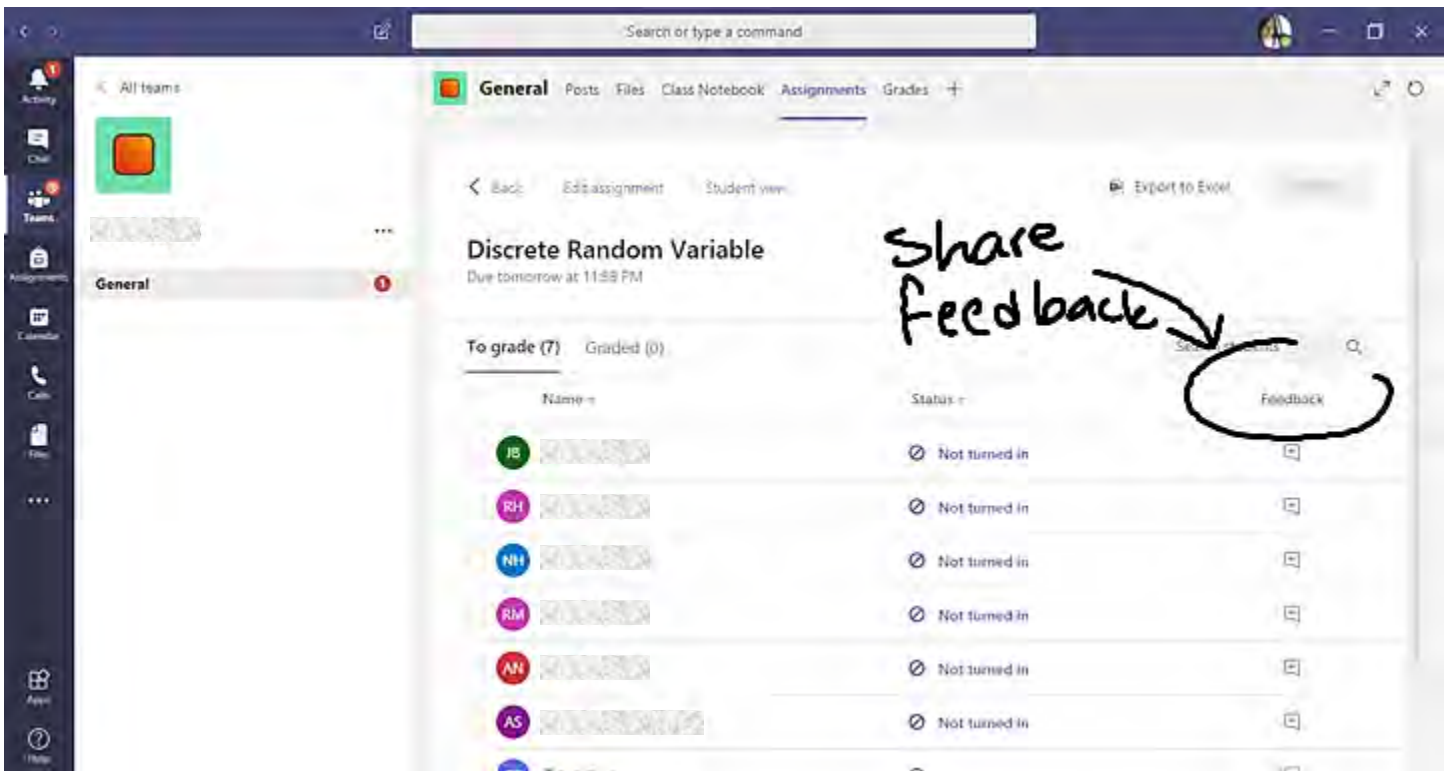 Search or type a command
Activity
Chat
Teams
Assignments
Calendar
Calls
Files
Apps
Help
All teams
General
General Posts Files Class Notebook Assignments Grades +
Back Edit assignment Student view
Export to Excel
Discrete Random Variable
Due tomorrow at 11:59 PM
share
feedback
To grade (7) Graded (0)
Name Status Feedback
JB Not turned in
RH Not turned in
NH Not turned in
RM Not turned in
AN Not turned in
AS Not turned in